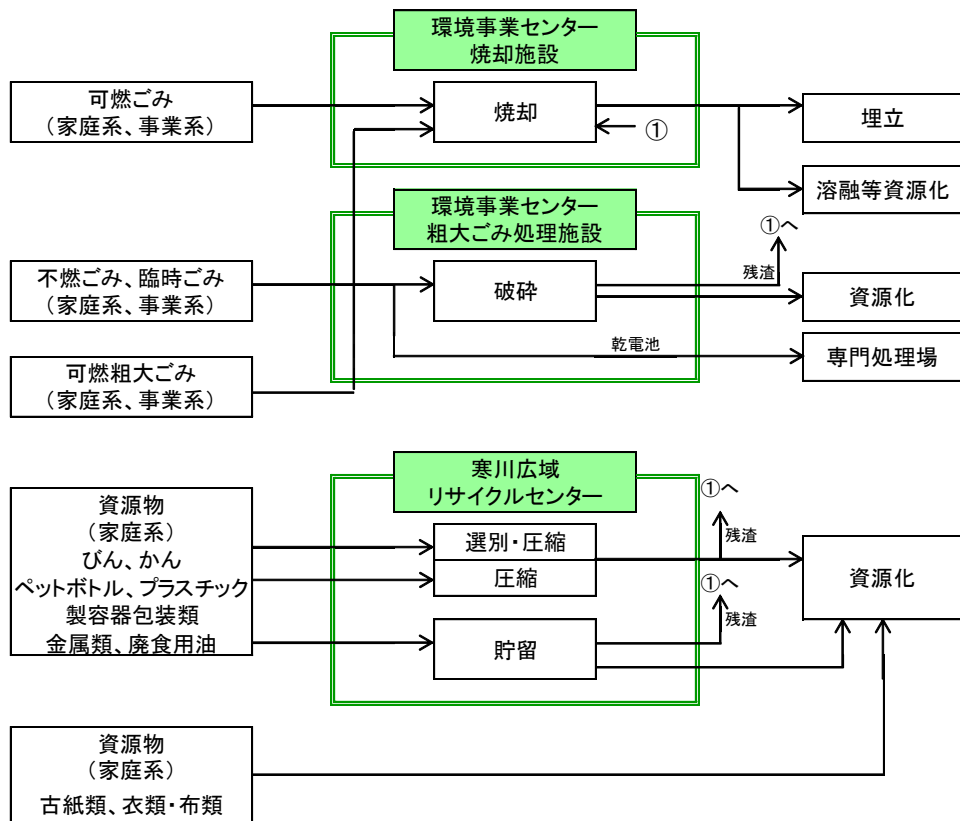 環境事業センター
焼却施設
可燃ごみ
（家庭系、事業系）
焼却
①
埋立
溶融等資源化
環境事業センター
粗大ごみ処理施設
①へ
残渣
不燃ごみ、臨時ごみ
（家庭系、事業系）
破砕
資源化
乾電池
専門処理場
可燃粗大ごみ
（家庭系、事業系）
寒川広域
リサイクルセンター
①へ
残渣
資源物
（家庭系）
びん、かん
ペットボトル、プラスチック
製容器包装類
金属類、廃食用油
選別・圧縮
圧縮
資源化
①へ
残渣
貯留
資源物
（家庭系）
古紙類、衣類・布類